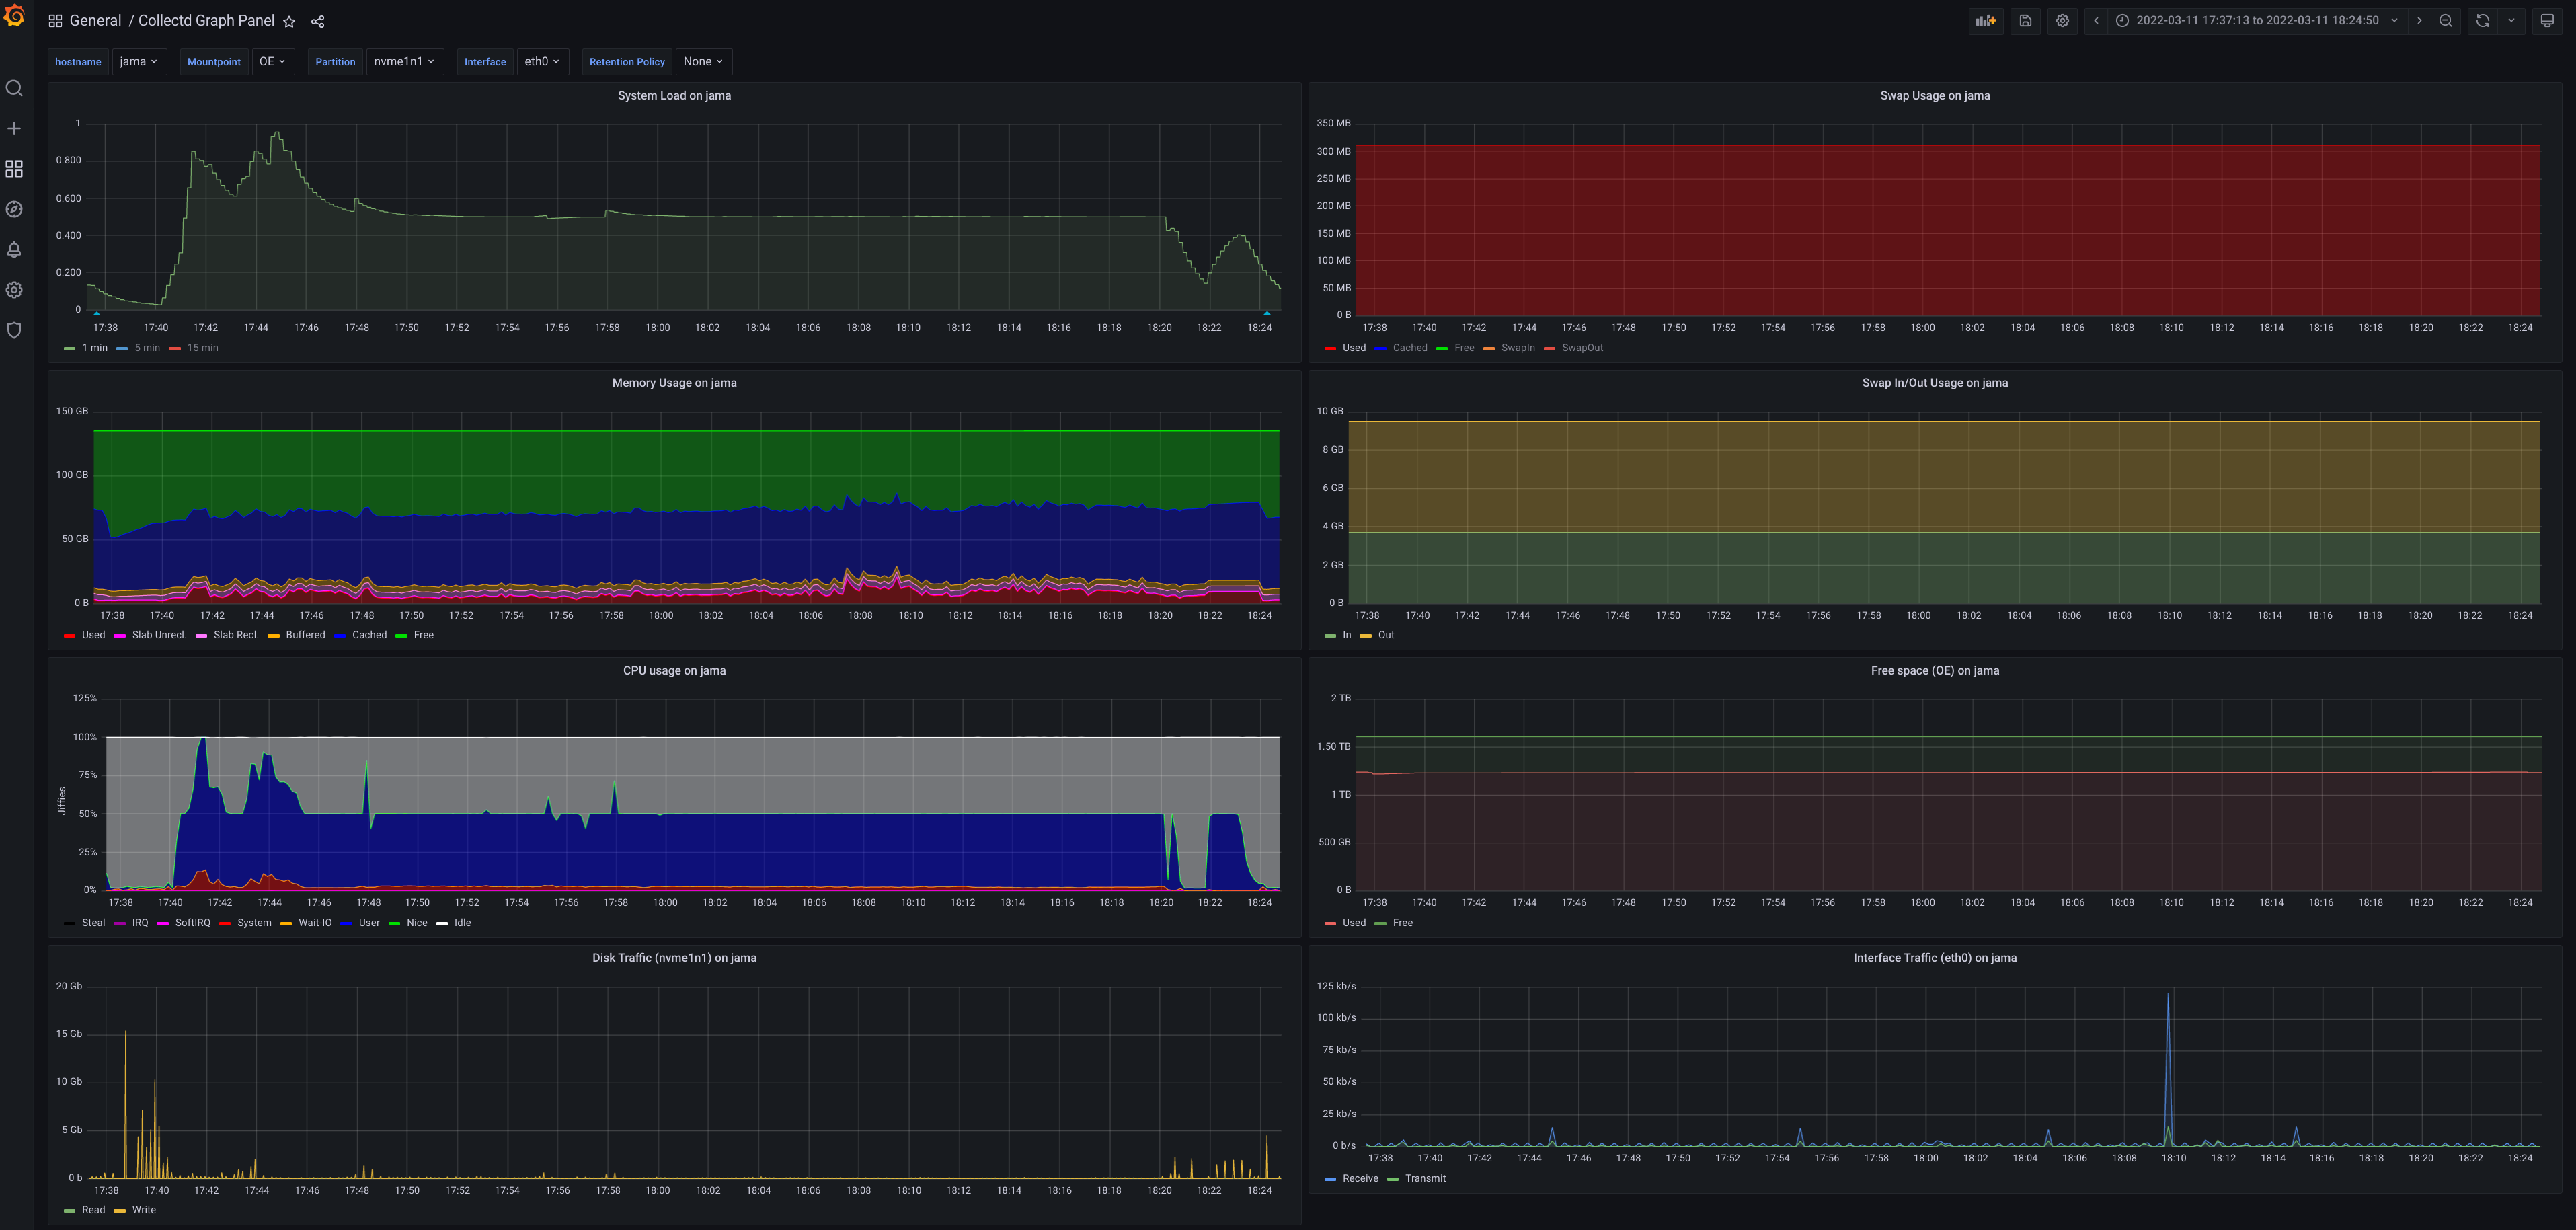 General / Collectd Graph Panel
2022-03-11 17:37:13 to 2022-03-11 18:24:50
hostname jama Mountpoint OE Partition nvme1n1 Interface eth0 Retention Policy None
System Load on jama
1
0.800
0.600
0.400
0.200
0
17:38 17:40 17:42 17:44 17:46 17:48 17:50 17:52 17:54 17:56 17:58 18:00 18:02 18:04 18:06 18:08 18:10 18:12 18:14 18:16 18:18 18:20 18:22 18:24
1 min 5 min 15 min
Swap Usage on jama
350 MB
300 MB
250 MB
200 MB
150 MB
100 MB
50 MB
0 B
17:38 17:40 17:42 17:44 17:46 17:48 17:50 17:52 17:54 17:56 17:58 18:00 18:02 18:04 18:06 18:08 18:10 18:12 18:14 18:16 18:18 18:20 18:22 18:24
Used Cached Free SwapIn SwapOut
Memory Usage on jama
150 GB
100 GB
50 GB
0 B
17:38 17:40 17:42 17:44 17:46 17:48 17:50 17:52 17:54 17:56 17:58 18:00 18:02 18:04 18:06 18:08 18:10 18:12 18:14 18:16 18:18 18:20 18:22 18:24
Used Slab Unrecl. Slab Recl. Buffered Cached Free
Swap In/Out Usage on jama
10 GB
8 GB
6 GB
4 GB
2 GB
0 B
17:38 17:40 17:42 17:44 17:46 17:48 17:50 17:52 17:54 17:56 17:58 18:00 18:02 18:04 18:06 18:08 18:10 18:12 18:14 18:16 18:18 18:20 18:22 18:24
In Out
CPU usage on jama
Jiffies
125%
100%
75%
50%
25%
0%
17:38 17:40 17:42 17:44 17:46 17:48 17:50 17:52 17:54 17:56 17:58 18:00 18:02 18:04 18:06 18:08 18:10 18:12 18:14 18:16 18:18 18:20 18:22 18:24
Steal IRQ SoftIRQ System Wait-IO User Nice Idle
Free space (OE) on jama
2 TB
1.50 TB
1 TB
500 GB
0 B
17:38 17:40 17:42 17:44 17:46 17:48 17:50 17:52 17:54 17:56 17:58 18:00 18:02 18:04 18:06 18:08 18:10 18:12 18:14 18:16 18:18 18:20 18:22 18:24
Used Free
Disk Traffic (nvme1n1) on jama
20 Gb
15 Gb
10 Gb
5 Gb
0 b
17:38 17:40 17:42 17:44 17:46 17:48 17:50 17:52 17:54 17:56 17:58 18:00 18:02 18:04 18:06 18:08 18:10 18:12 18:14 18:16 18:18 18:20 18:22 18:24
Read Write
Interface Traffic (eth0) on jama
125 kb/s
100 kb/s
75 kb/s
50 kb/s
25 kb/s
0 b/s
17:38 17:40 17:42 17:44 17:46 17:48 17:50 17:52 17:54 17:56 17:58 18:00 18:02 18:04 18:06 18:08 18:10 18:12 18:14 18:16 18:18 18:20 18:22 18:24
Receive Transmit